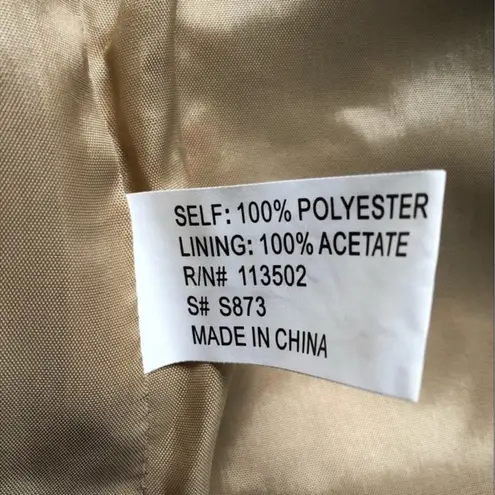 SELF: 100% POLYESTER
LINING: 100% ACETATE
R/N# 113502
S# S873
MADE IN CHINA